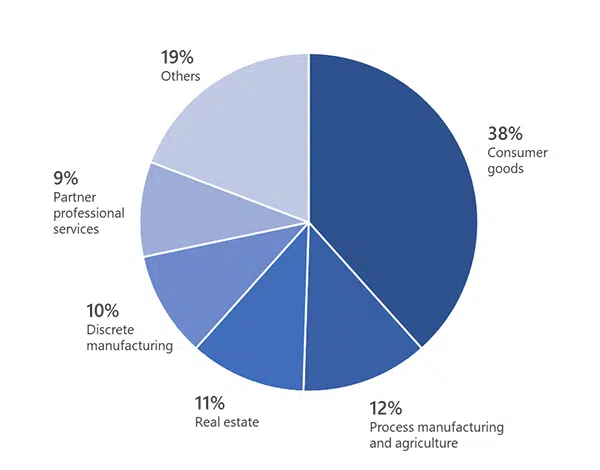 19%
Others
38%
Consumer
goods
9%
Partner
professional
services
10%
Discrete
manufacturing
11%
Real estate
12%
Process manufacturing
and agriculture